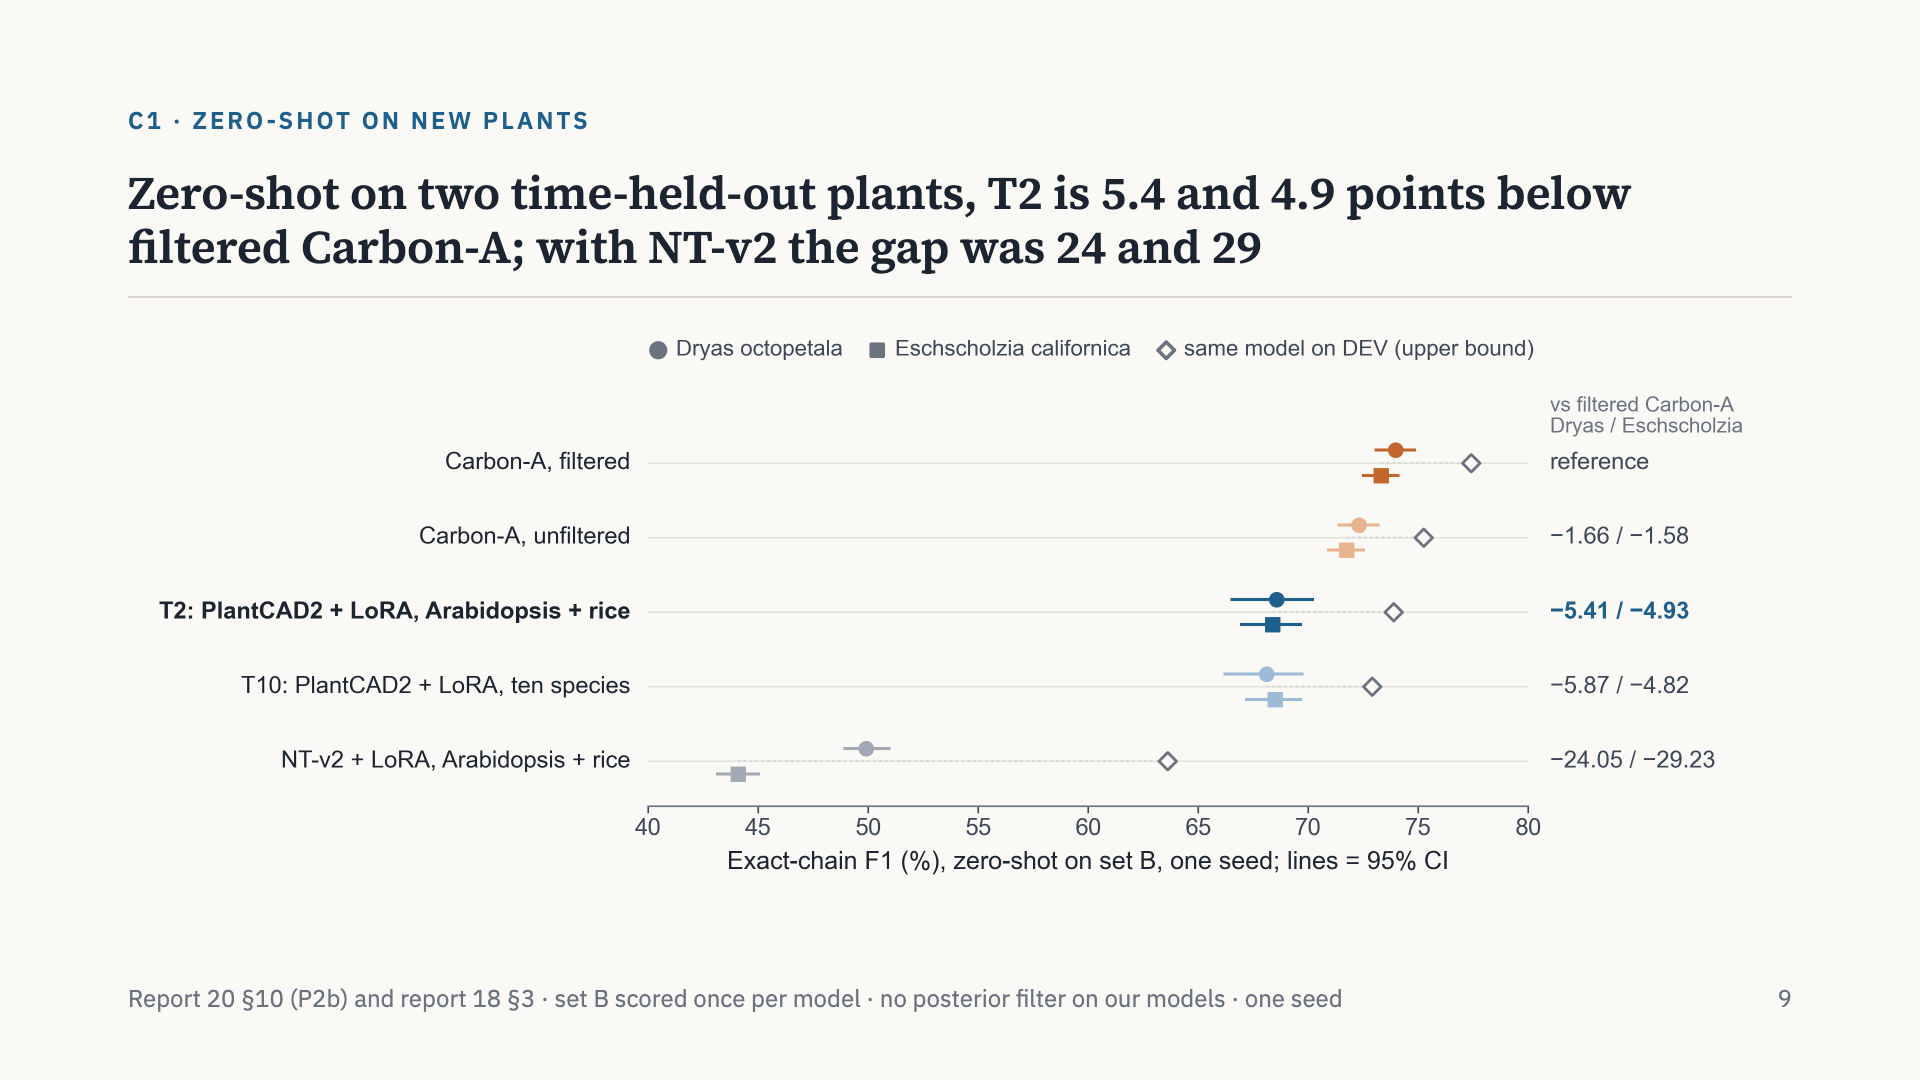 C1 · ZERO-SHOT ON NEW PLANTS
Zero-shot on two time-held-out plants, T2 is 5.4 and 4.9 points below
filtered Carbon-A; with NT-v2 the gap was 24 and 29
Dryas octopetala
Eschscholzia californica
same model on DEV (upper bound)
vs filtered Carbon-A
Dryas / Eschscholzia
Carbon-A, filtered
reference
Carbon-A, unfiltered
−1.66 / −1.58
T2: PlantCAD2 + LoRA, Arabidopsis + rice
−5.41 / −4.93
T10: PlantCAD2 + LoRA, ten species
−5.87 / −4.82
NT-v2 + LoRA, Arabidopsis + rice
−24.05 / −29.23
40 45 50 55 60 65 70 75 80
Exact-chain F1 (%), zero-shot on set B, one seed; lines = 95% CI
Report 20 §10 (P2b) and report 18 §3 · set B scored once per model · no posterior filter on our models · one seed
9